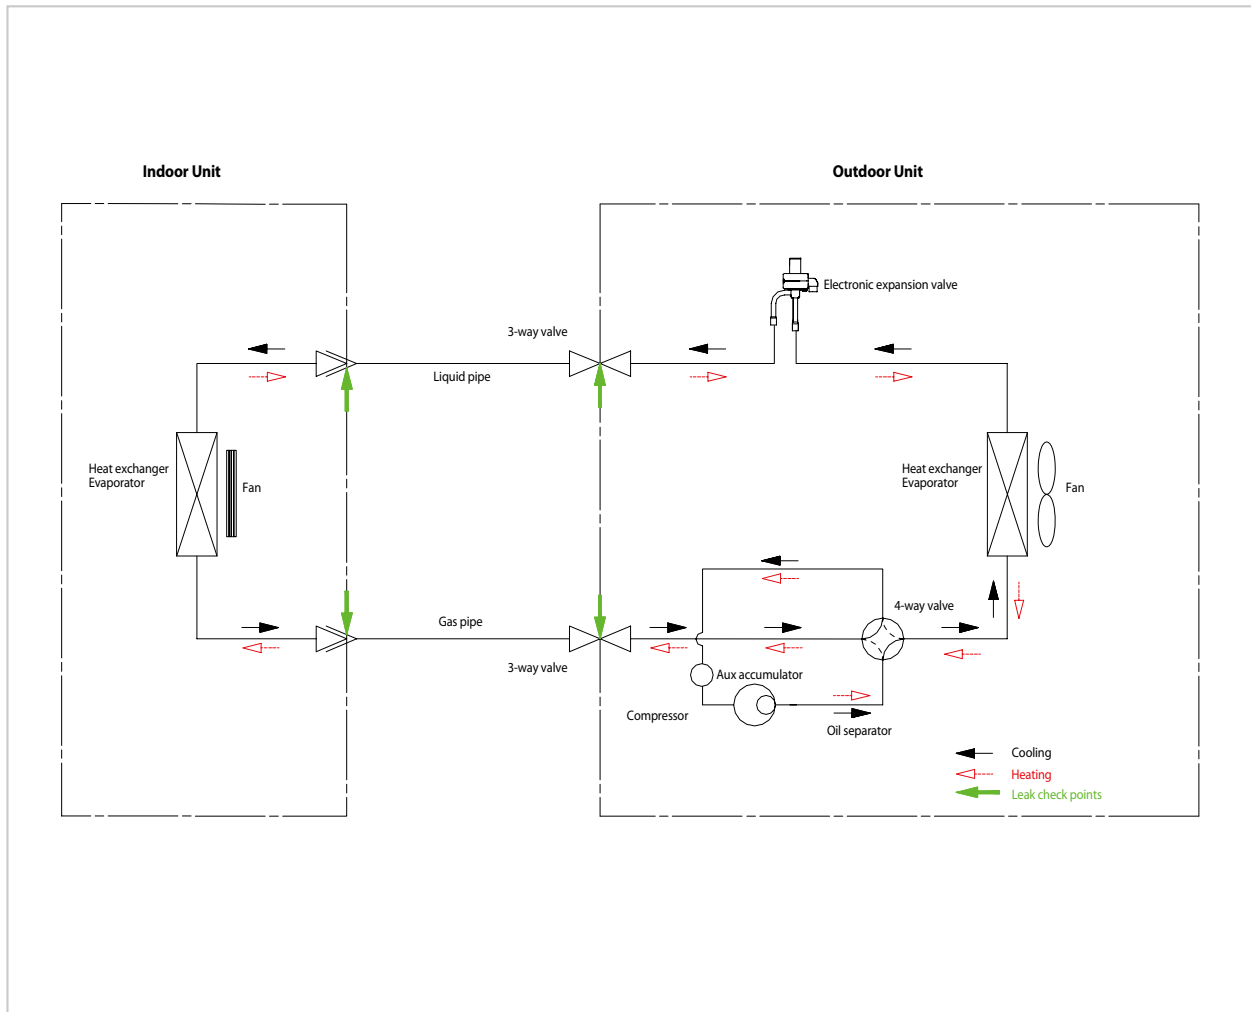 Indoor Unit
Outdoor Unit
Electronic expansion valve
3-way valve
Liquid pipe
Heat exchanger
Evaporator
Fan
Heat exchanger
Evaporator
Fan
4-way valve
Gas pipe
3-way valve
Aux accumulator
Compressor
Oil separator
Cooling
Heating
Leak check points